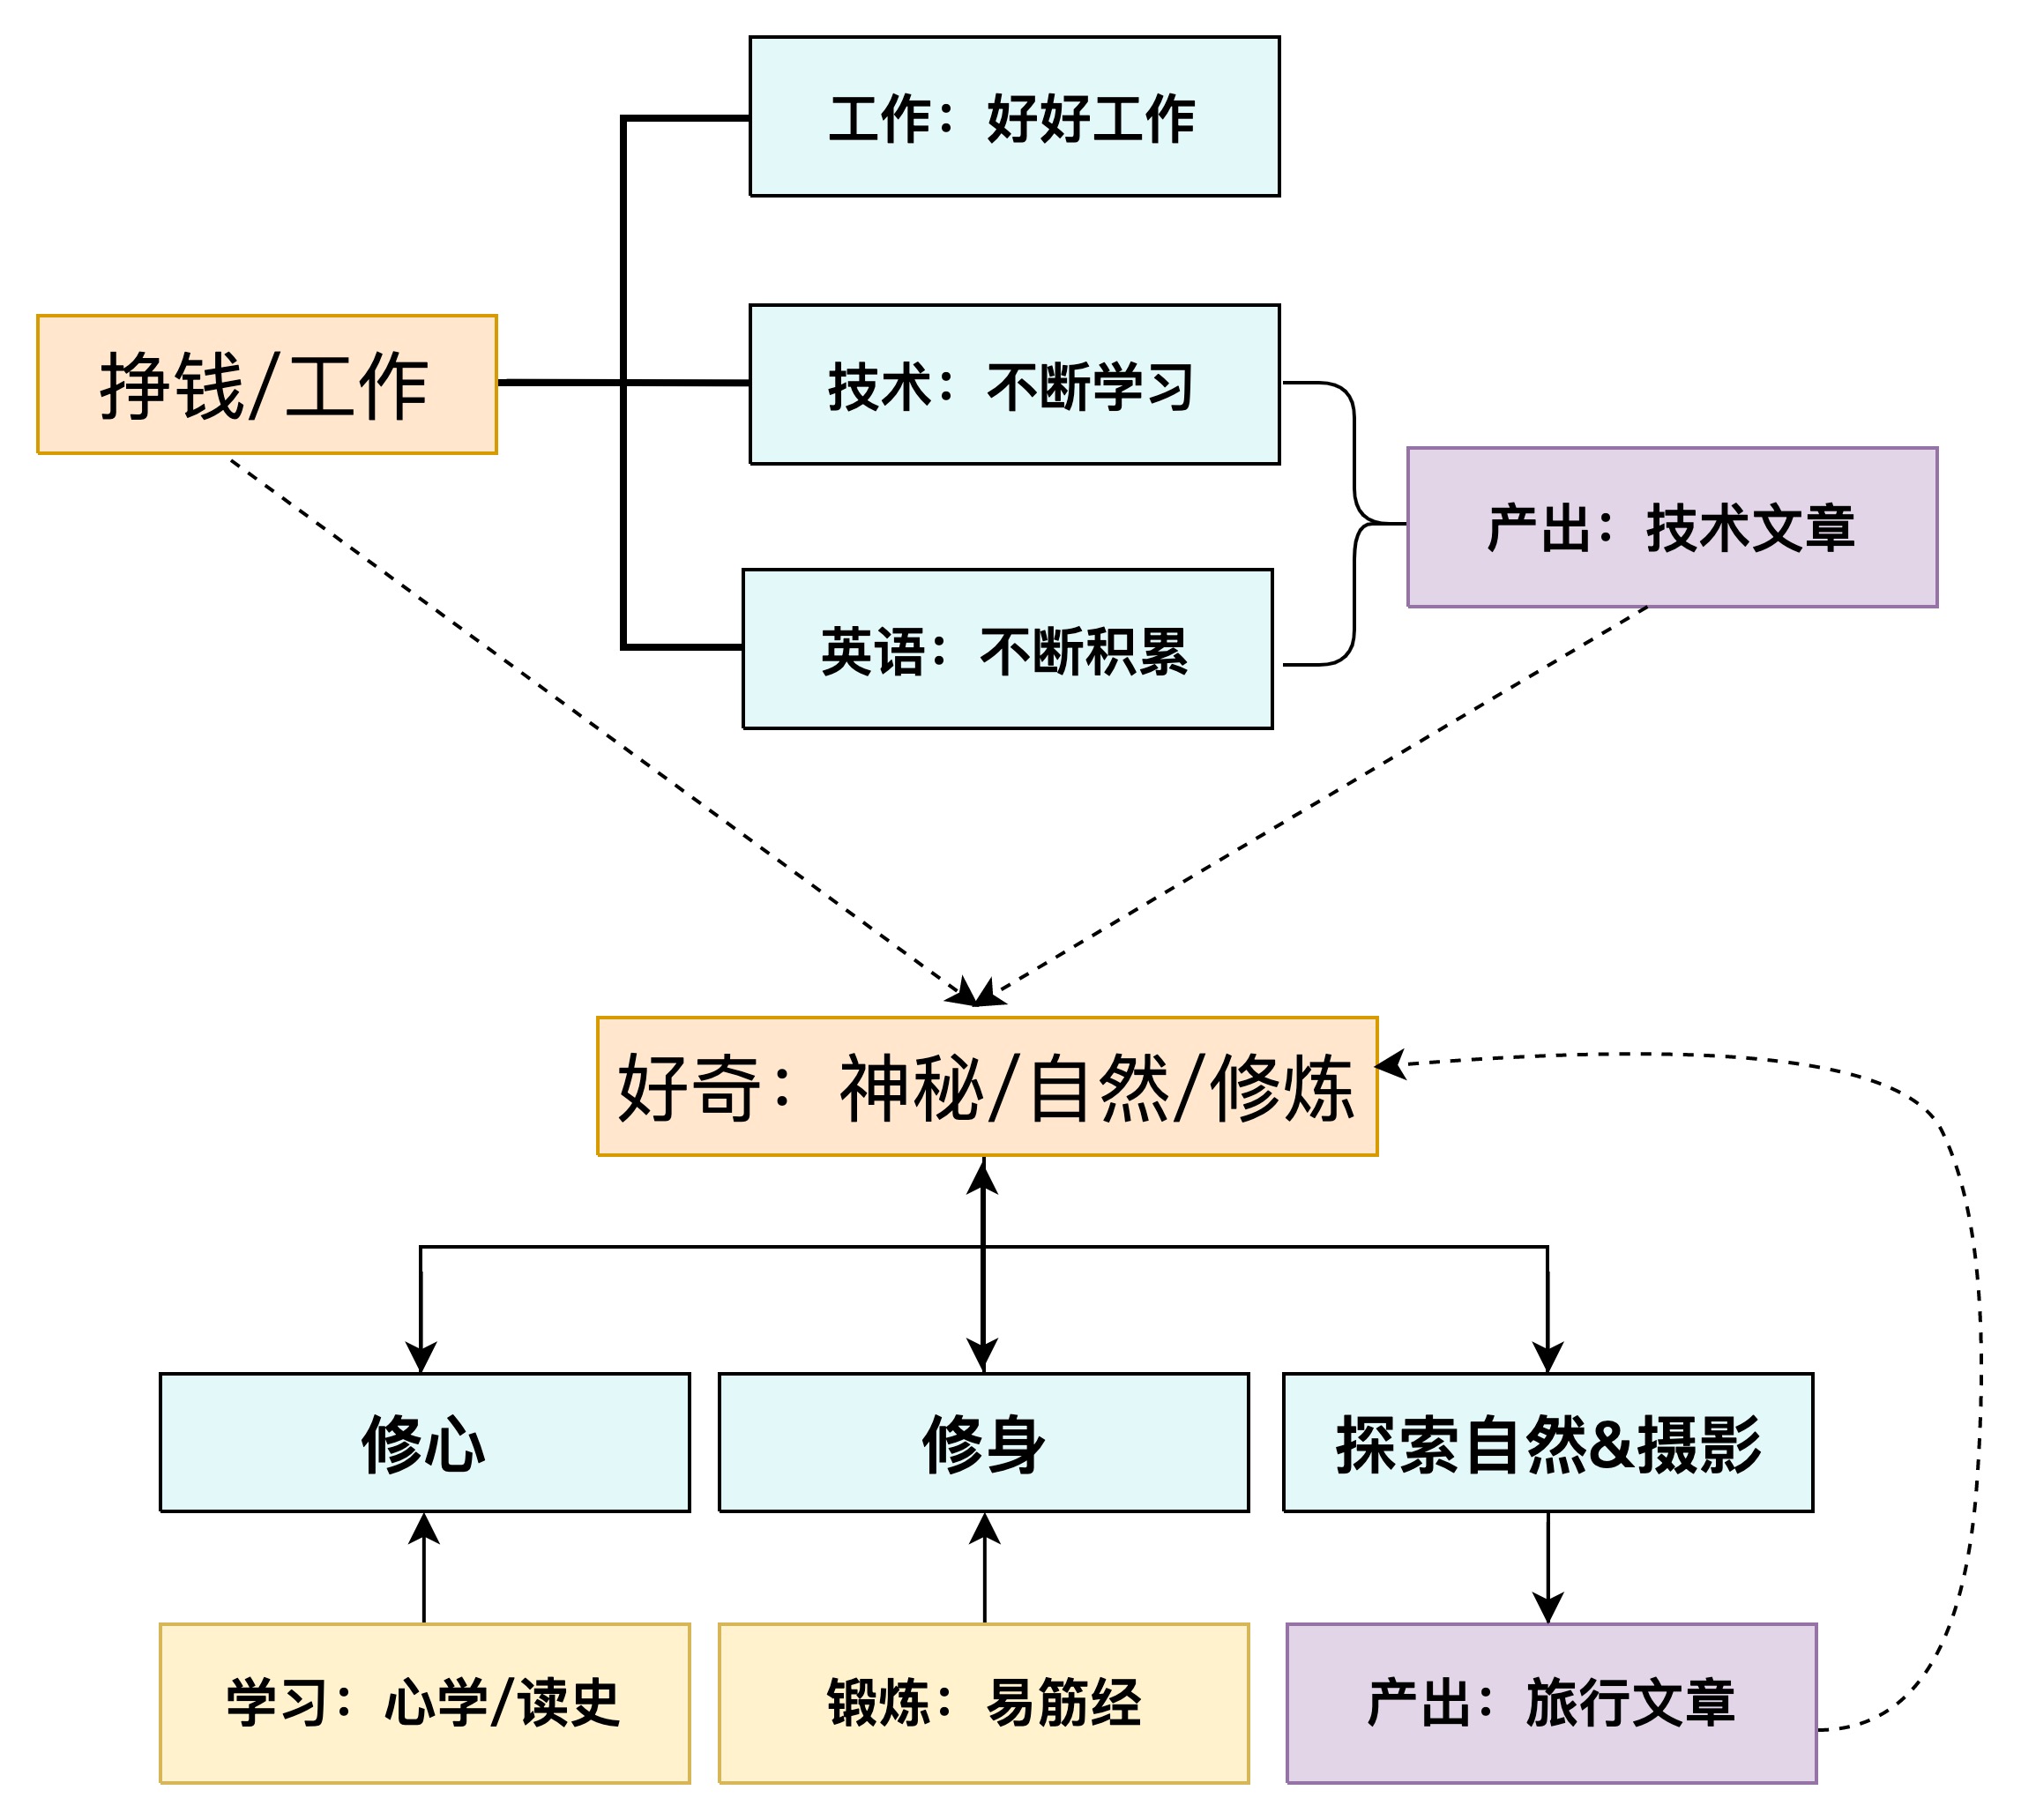 工作：好好工作
挣钱/工作
技术：不断学习
产出：技术文章
英语：不断积累
好奇：神秘/自然/修炼
修心
修身
探索自然&摄影
学习：心学/读史
锻炼：易筋经
产出：旅行文章